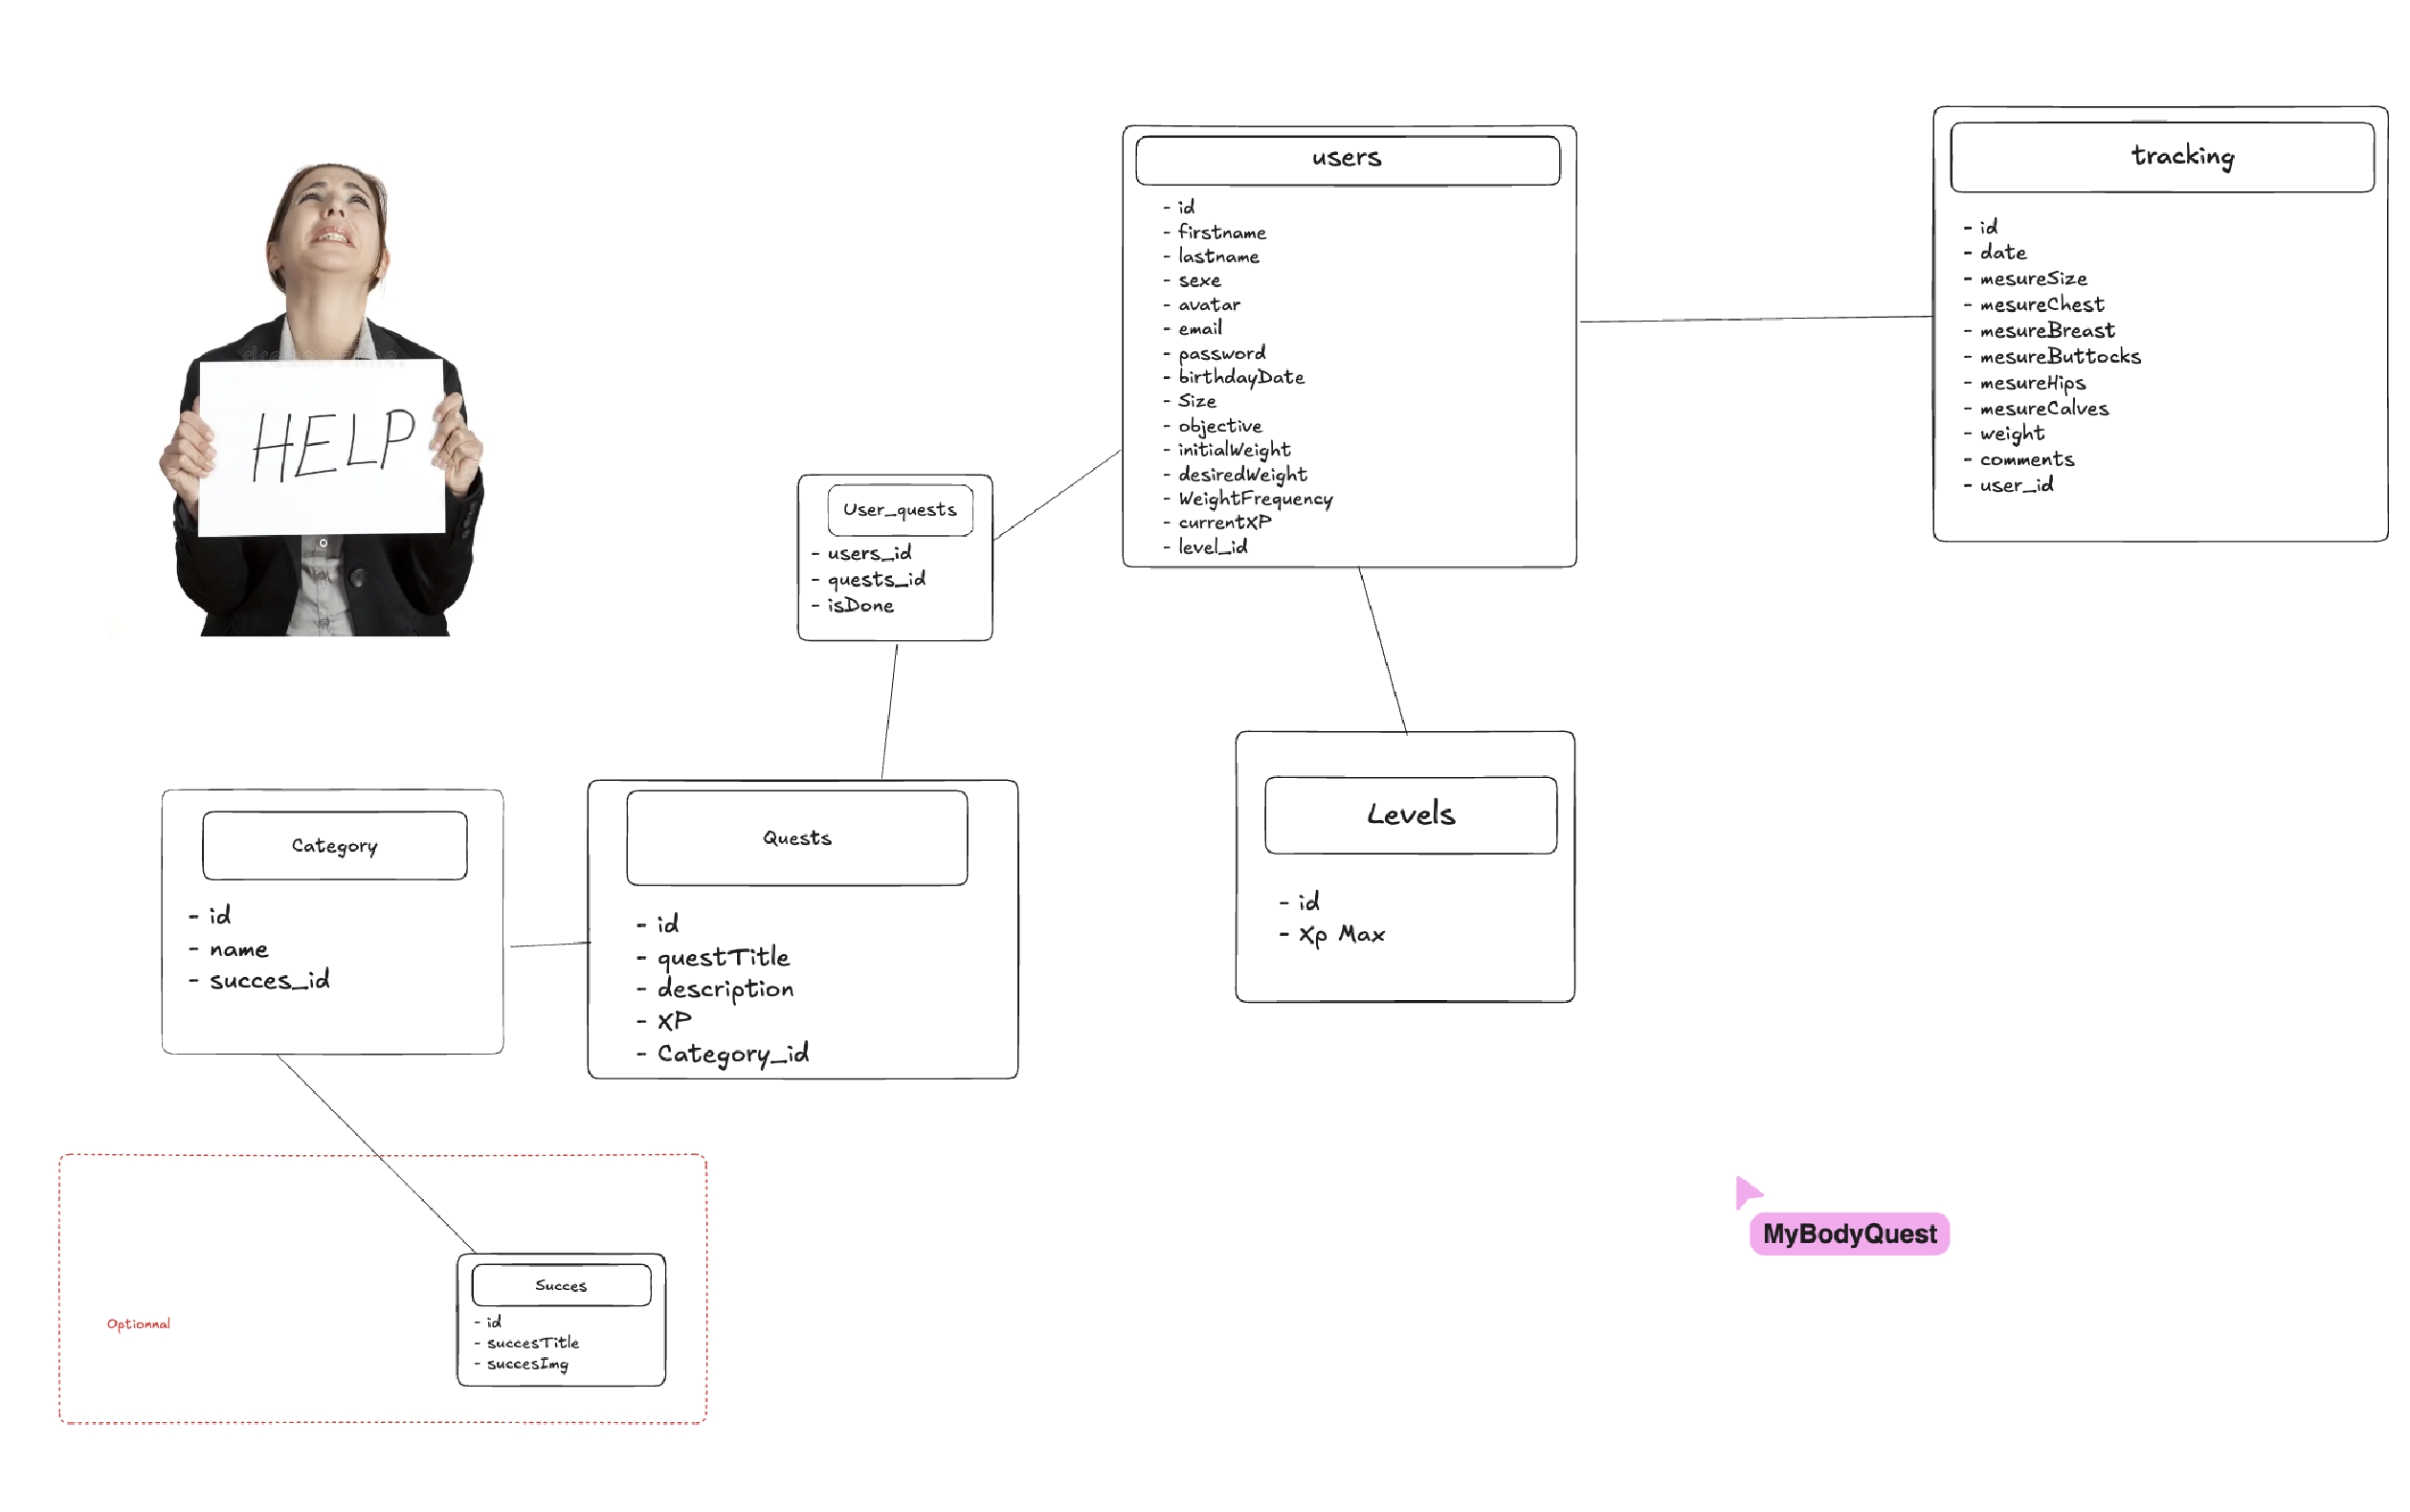 users
- id
- firstname
- lastname
- sexe
- avatar
- email
- password
- birthdayDate
- Size
- objective
- initialWeight
- desiredWeight
- WeightFrequency
- currentXP
- level_id
tracking
- id
- date
- mesureSize
- mesureChest
- mesureBreast
- mesureButtocks
- mesureHips
- mesureCalves
- weight
- comments
- user_id
HELP
User_quests
- users_id
- quests_id
- isDone
Category
- id
- name
- succes_id
Quests
- id
- questTitle
- description
- XP
- Category_id
Levels
- id
- Xp Max
Optionnal
Succes
- id
- succesTitle
- succesImg
MyBodyQuest